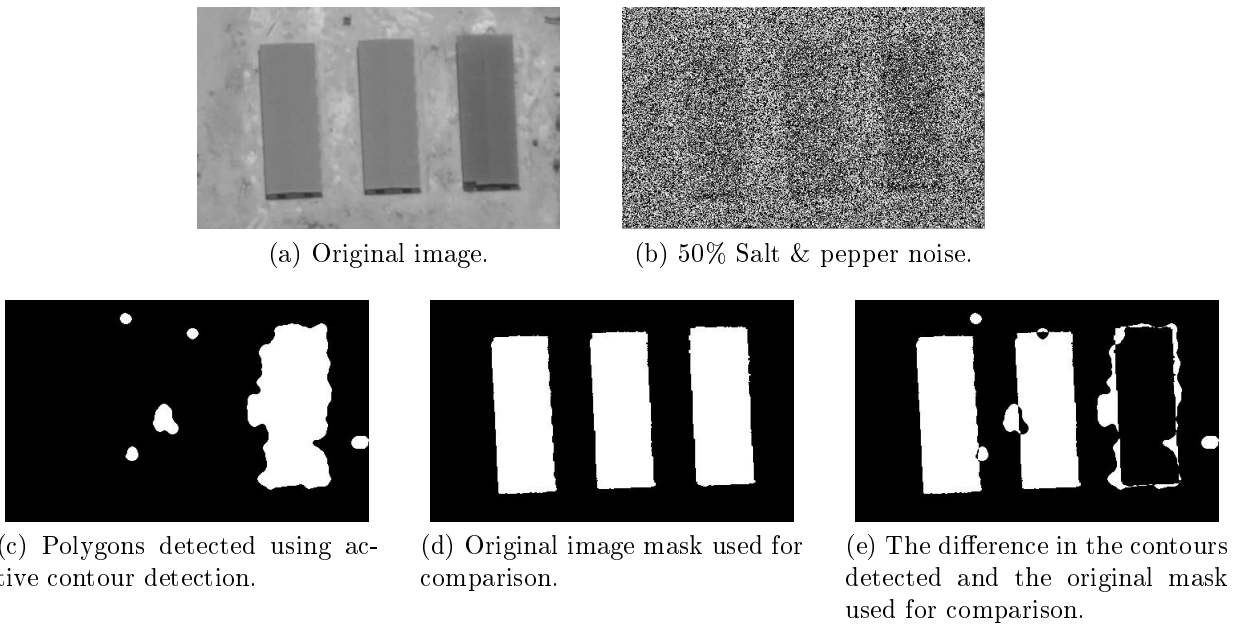 (a) Original image.
(b) 50% Salt & pepper noise.
(c) Polygons detected using ac-
tive contour detection.
(d) Original image mask used for
comparison.
(e) The difference in the contours
detected and the original mask
used for comparison.